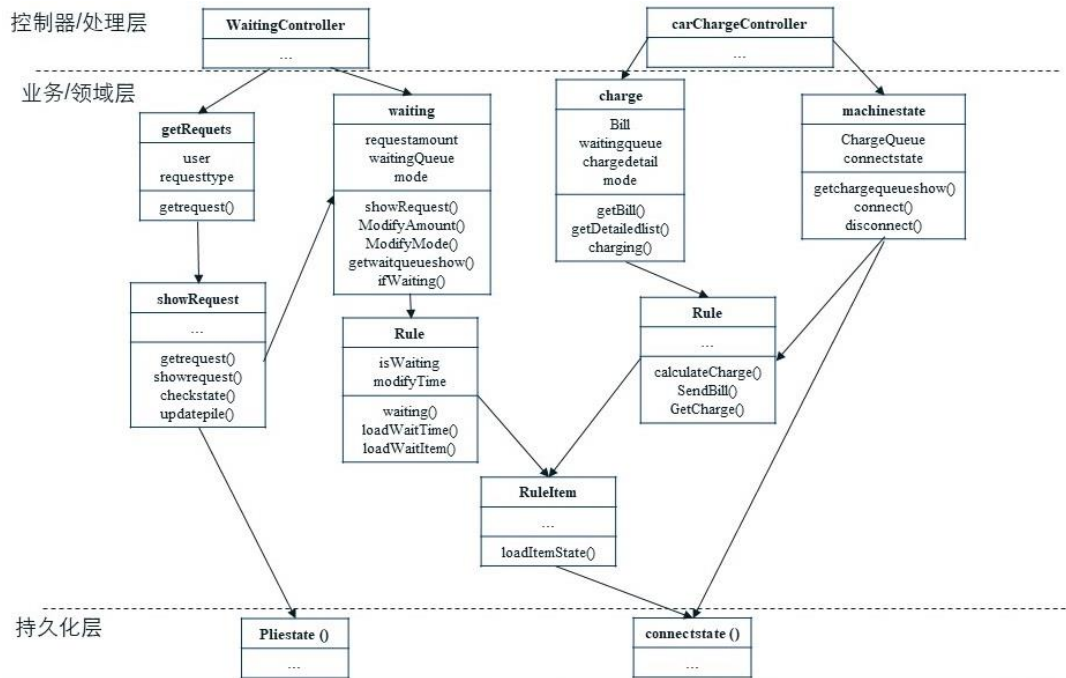 控制器/处理层
WaitingController
...
carChargeController
...
业务/领域层
getRequets
user
requesttype
getrequest()
waiting
requestamount
waitingQueue
mode
showRequest()
ModifyAmount()
ModifyMode()
getwaitqueueshow()
ifWaiting()
charge
Bill
waitingqueue
chargedetail
mode
getBill()
getDetailedlist()
charging()
machinestate
ChargeQueue
connectstate
getchargequeueshow()
connect()
disconnect()
showRequest
...
getrequest()
showrequest()
checkstate()
updatepile()
Rule
isWaiting
modifyTime
waiting()
loadWaitTime()
loadWaitItem()
Rule
...
calculateCharge()
SendBill()
GetCharge()
RuleItem
...
loadItemState()
持久化层
Pliestate ()
...
connectstate ()
...